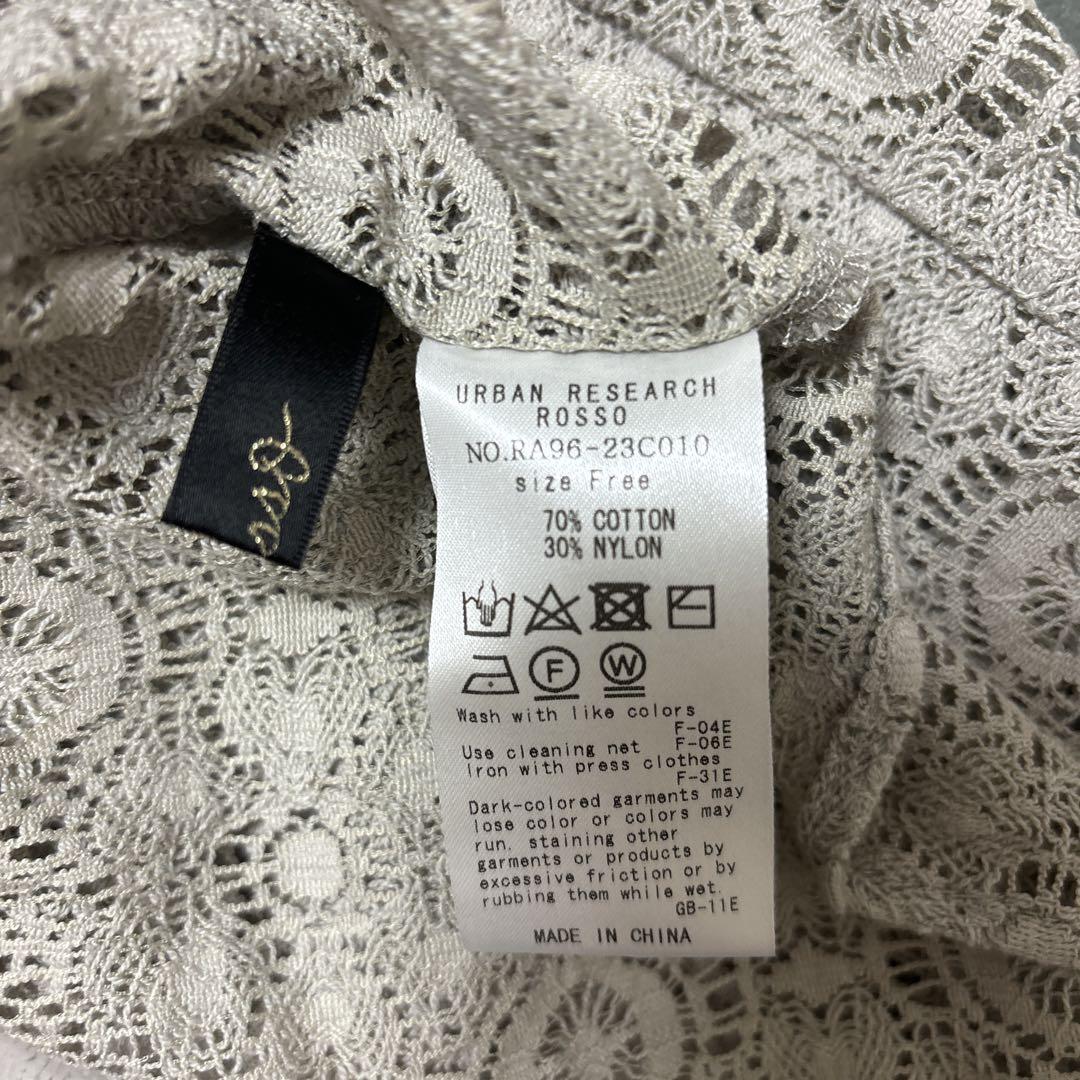 URBAN RESEARCH
ROSSO
NO.RA96-23C010
size Free
70% COTTON
30% NYLON
F W
Wash with like colors
F-04E
Use cleaning net F-06E
Iron with press clothes
F-31E
Dark-colored garments may
lose color or colors may
run, staining other
garments or products by
excessive friction or by
rubbing them while wet.
GB-11E
MADE IN CHINA